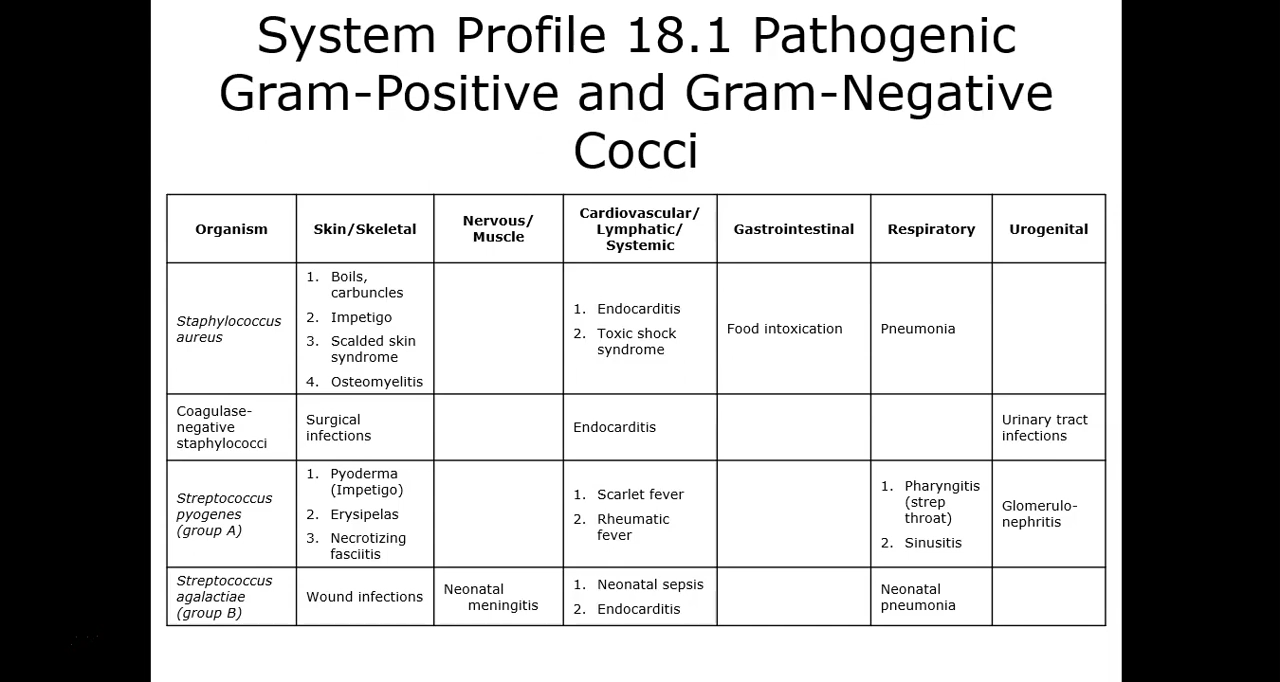 System Profile 18.1 Pathogenic
Gram-Positive and Gram-Negative
Cocci
Organism
Skin/Skeletal
Nervous/
Muscle
Cardiovascular/
Lymphatic/
Systemic
Gastrointestinal
Respiratory
Urogenital
Staphylococcus
aureus
1. Boils,
carbuncles
2. Impetigo
3. Scalded skin
syndrome
4. Osteomyelitis
1. Endocarditis
2. Toxic shock
syndrome
Food intoxication
Pneumonia
Coagulase-
negative
staphylococci
Surgical
infections
Endocarditis
Urinary tract
infections
Streptococcus
pyogenes
(group A)
1. Pyoderma
(Impetigo)
2. Erysipelas
3. Necrotizing
fasciitis
1. Scarlet fever
2. Rheumatic
fever
1. Pharyngitis
(strep
throat)
2. Sinusitis
Glomerulo-
nephritis
Streptococcus
agalactiae
(group B)
Wound infections
Neonatal
meningitis
1. Neonatal sepsis
2. Endocarditis
Neonatal
pneumonia